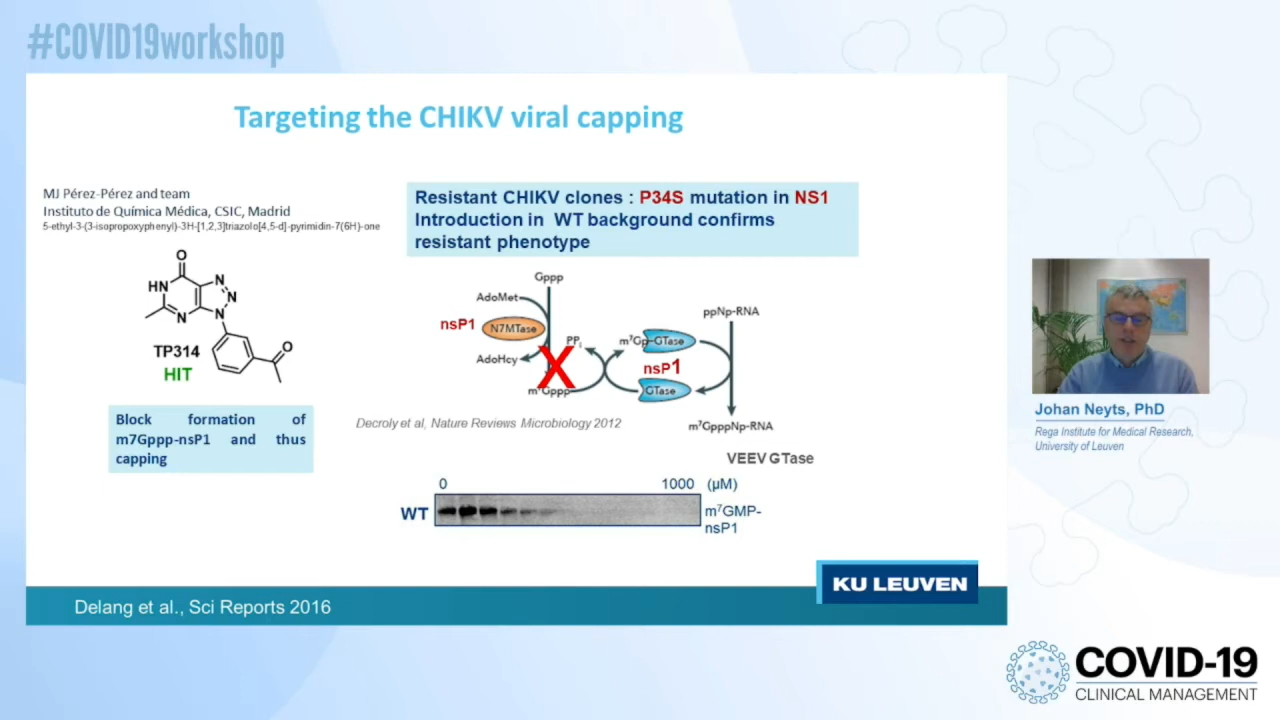 #COVID19workshop
Targeting the CHIKV viral capping
MJ Pérez-Pérez and team
Instituto de Química Médica, CSIC, Madrid
5-ethyl-3-(3-isopropoxyphenyl)-3H-[1,2,3]triazolo[4,5-d]-pyrimidin-7(6H)-one
O
HN
N
N
N
N
O
TP314
HIT
Block formation of
m7Gppp-nsP1 and thus
capping
Resistant CHIKV clones : P34S mutation in NS1
Introduction in WT background confirms
resistant phenotype
Gppp
AdoMet
nsP1
N7MTase
AdoHcy
X
PPi
m7Gppp
m7Gp-GTase
nsP1
GTase
ppNp-RNA
m7GpppNp-RNA
Decroly et al, Nature Reviews Microbiology 2012
VEEV GTase
0 1000 (μM)
WT
m7GMP-
nsP1
KU LEUVEN
Delang et al., Sci Reports 2016
Johan Neyts, PhD
Rega Institute for Medical Research,
University of Leuven
COVID-19
CLINICAL MANAGEMENT